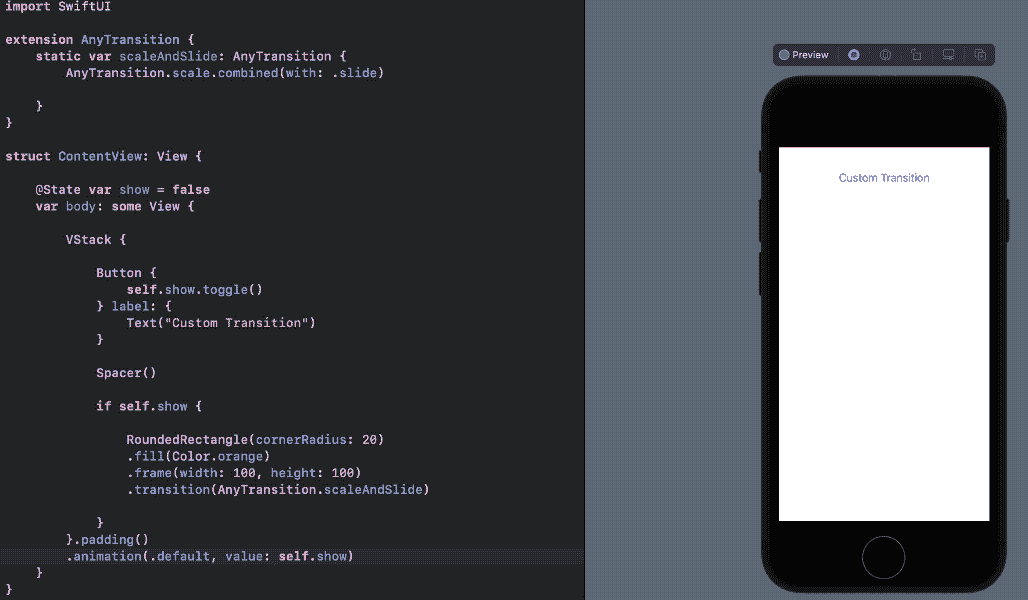 import SwiftUI
extension AnyTransition {
static var scaleAndSlide: AnyTransition {
AnyTransition.scale.combined(with: .slide)
}
}
struct ContentView: View {
@State var show = false
var body: some View {
VStack {
Button {
self.show.toggle()
} label: {
Text("Custom Transition")
}
Spacer()
if self.show {
RoundedRectangle(cornerRadius: 20)
.fill(Color.orange)
.frame(width: 100, height: 100)
.transition(AnyTransition.scaleAndSlide)
}
}.padding()
.animation(.default, value: self.show)
}
}
Preview
Custom Transition